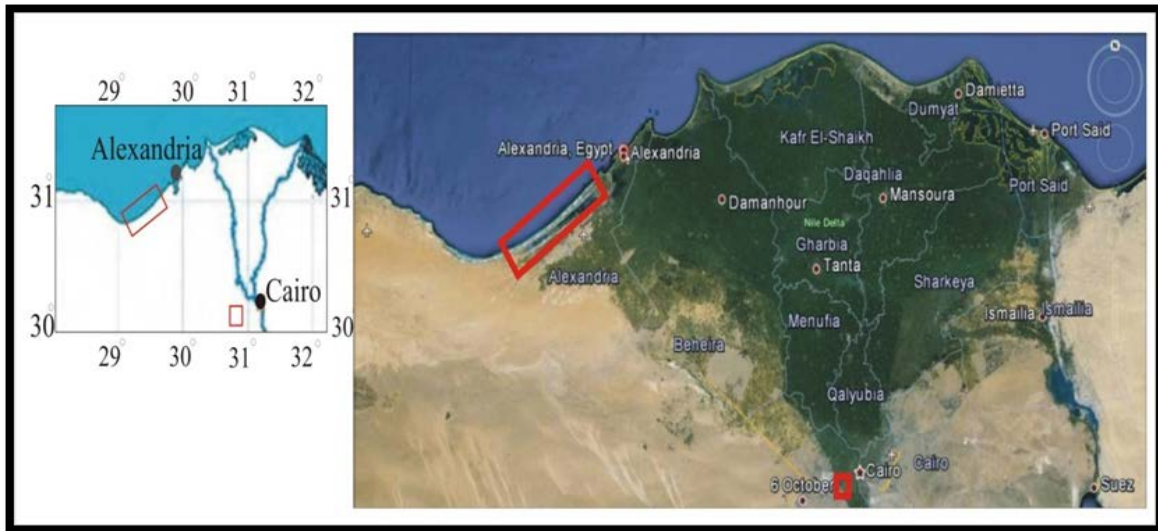 29° 30° 31° 32°
Alexandria
31° 31°
Cairo
30° 30°
29° 30° 31° 32°
N
Damietta
Dumyat
Kafr El-Shaikh
Port Said
Alexandria, Egypt Alexandria
Daqahlia
Port Said
Damanhour Mansoura
Nile Delta
Gharbia
Alexandria Tanta Sharkeya
Ismailia Ismailia
Menufia
Beheira
Qalyubia
Cairo Cairo
6 October Suez